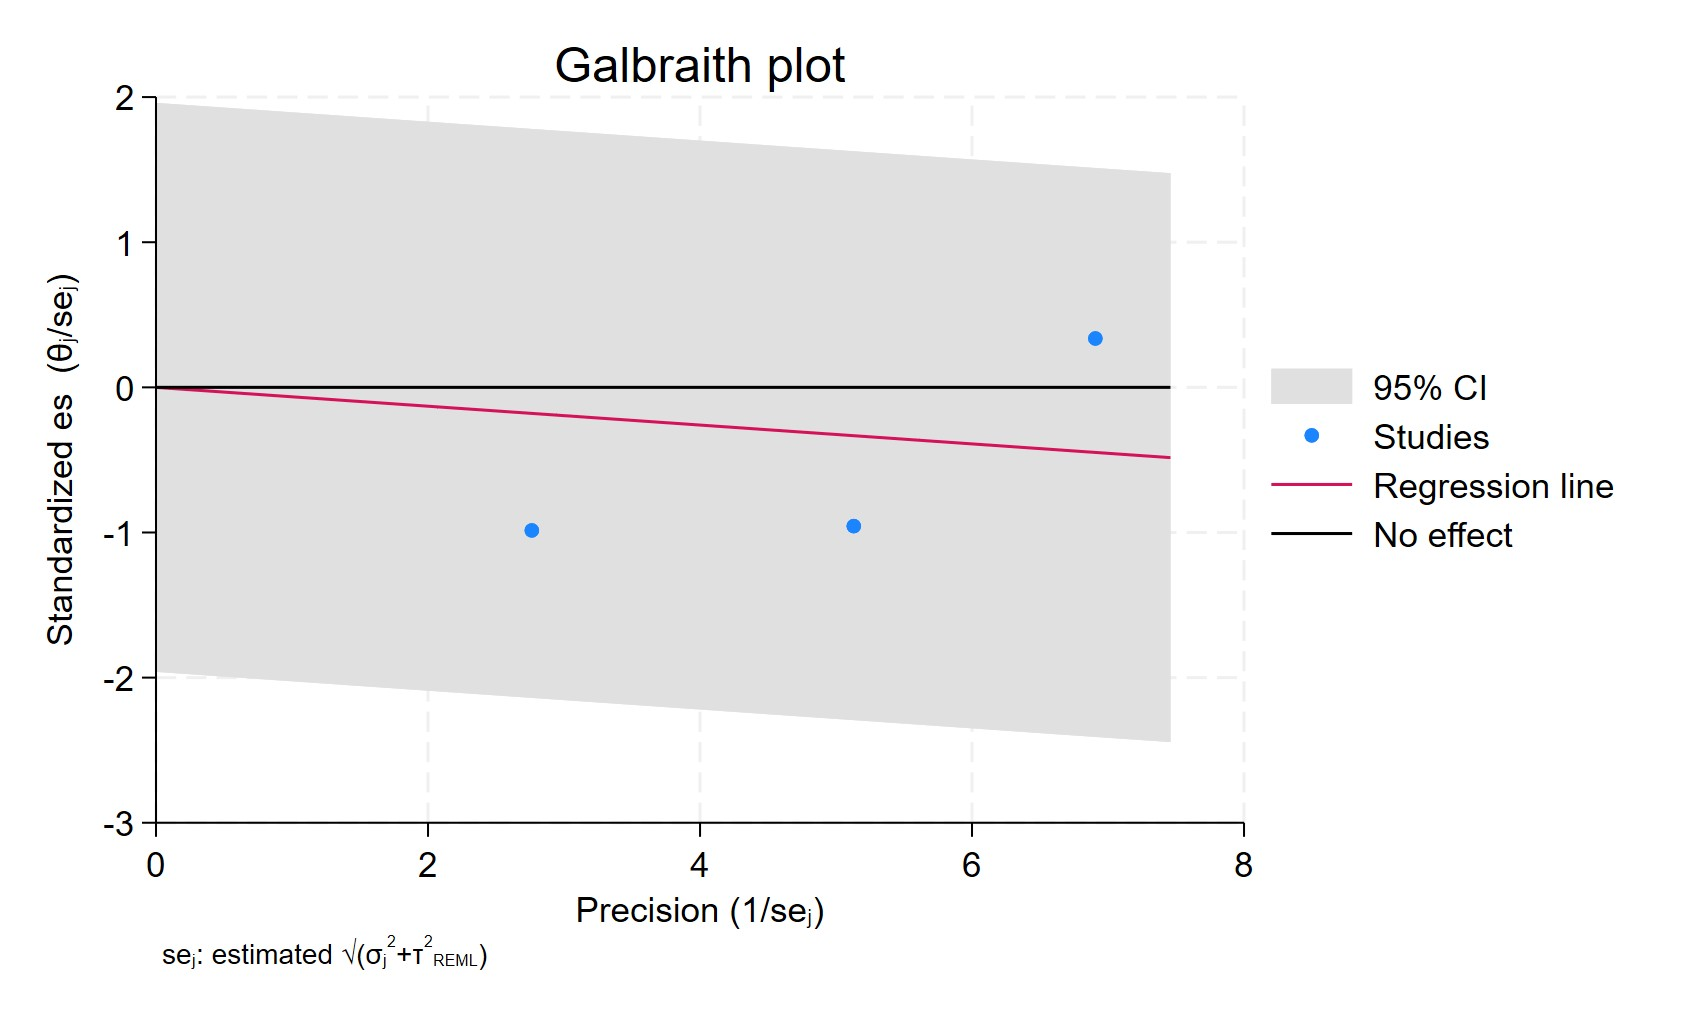 Galbraith plot
2
1
0
-1
-2
-3
Standardized es (θⱼ/seⱼ)
0 2 4 6 8
Precision (1/seⱼ)
seⱼ: estimated √(σⱼ²+τ²REML)
95% CI
Studies
Regression line
No effect